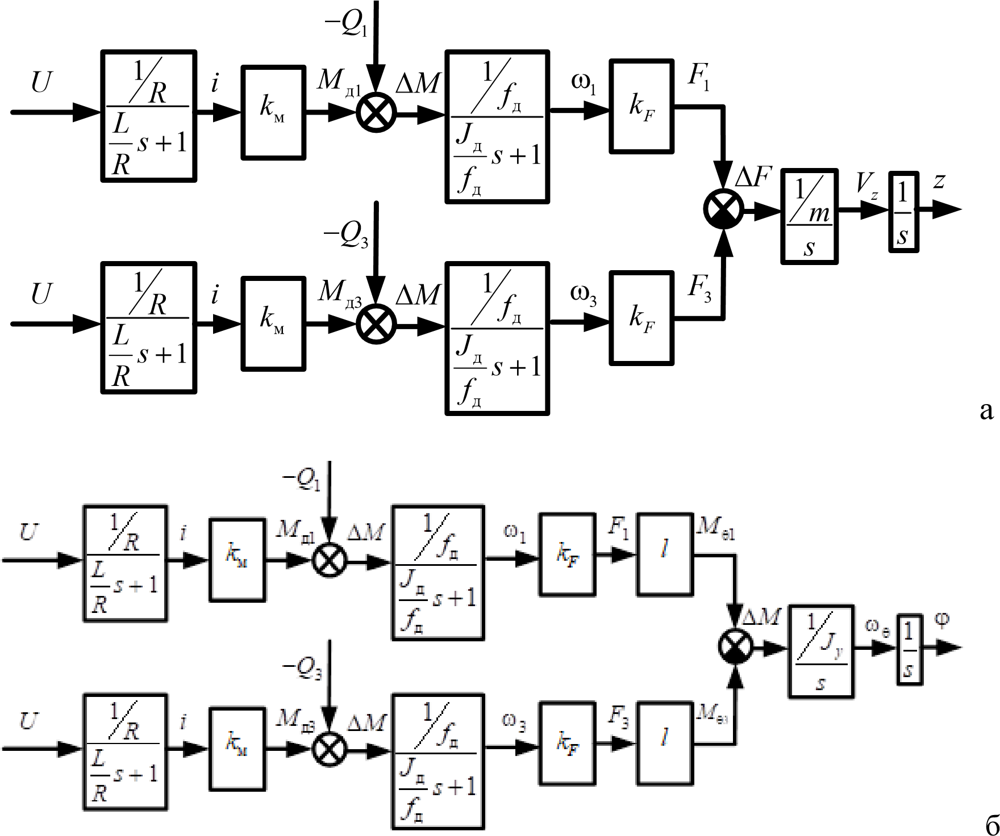 −Q₁
U 1/R i kм Mд1 ΔM 1/fд ω₁ kF F₁
L/R s + 1 Jд/fд s + 1
ΔF 1/m Vz 1/s z
s
−Q₃
U 1/R i kм Mд3 ΔM 1/fд ω₃ kF F₃
L/R s + 1 Jд/fд s + 1
а
−Q₁
U 1/R i kм Mд1 ΔM 1/fд ω₁ kF F₁ l Mθ1
L/R s + 1 Jд/fд s + 1
ΔM 1/Jy ωθ 1/s φ
s
−Q₃
U 1/R i kм Mд3 ΔM 1/fд ω₃ kF F₃ l Mθ3
L/R s + 1 Jд/fд s + 1
б